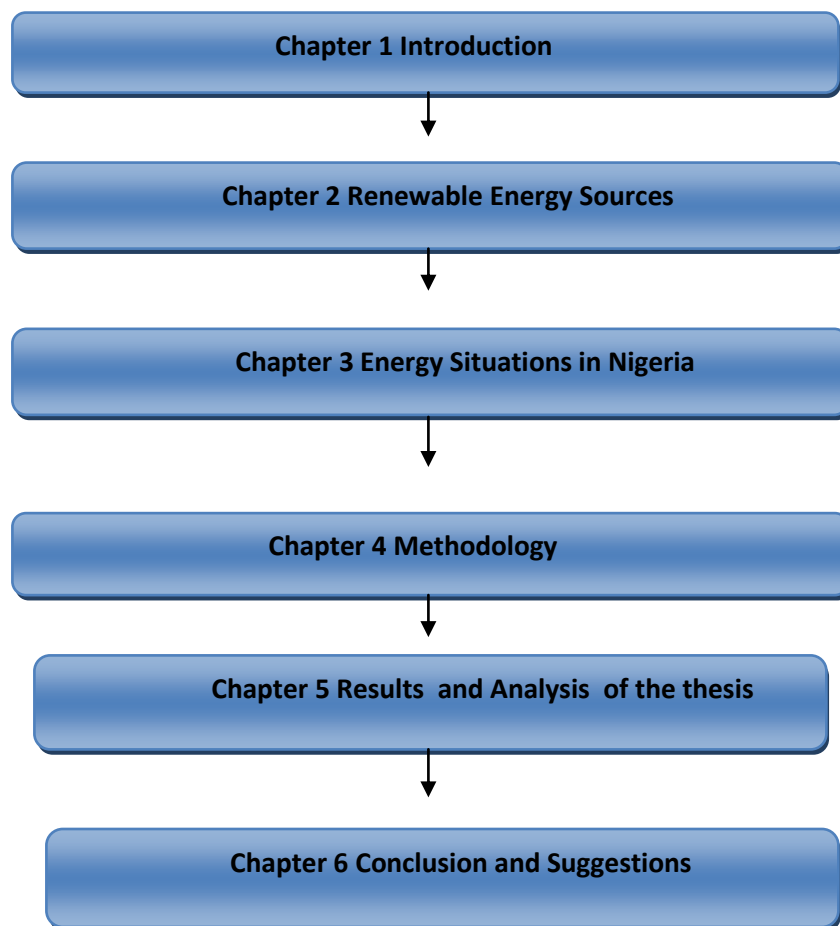 Chapter 1 Introduction
Chapter 2 Renewable Energy Sources
Chapter 3 Energy Situations in Nigeria
Chapter 4 Methodology
Chapter 5 Results  and Analysis  of the thesis
Chapter 6 Conclusion and Suggestions